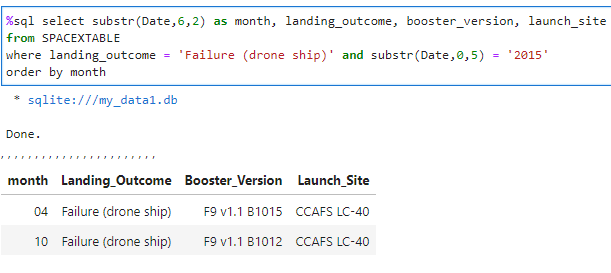 %sql select substr(Date,6,2) as month, landing_outcome, booster_version, launch_site
from SPACEXTABLE
where landing_outcome = 'Failure (drone ship)' and substr(Date,0,5) = '2015'
order by month
* sqlite:///my_data1.db
Done.
, , , , , , , , , , , , , , , , , , , , , , ,
month Landing_Outcome Booster_Version Launch_Site
04 Failure (drone ship) F9 v1.1 B1015 CCAFS LC-40
10 Failure (drone ship) F9 v1.1 B1012 CCAFS LC-40